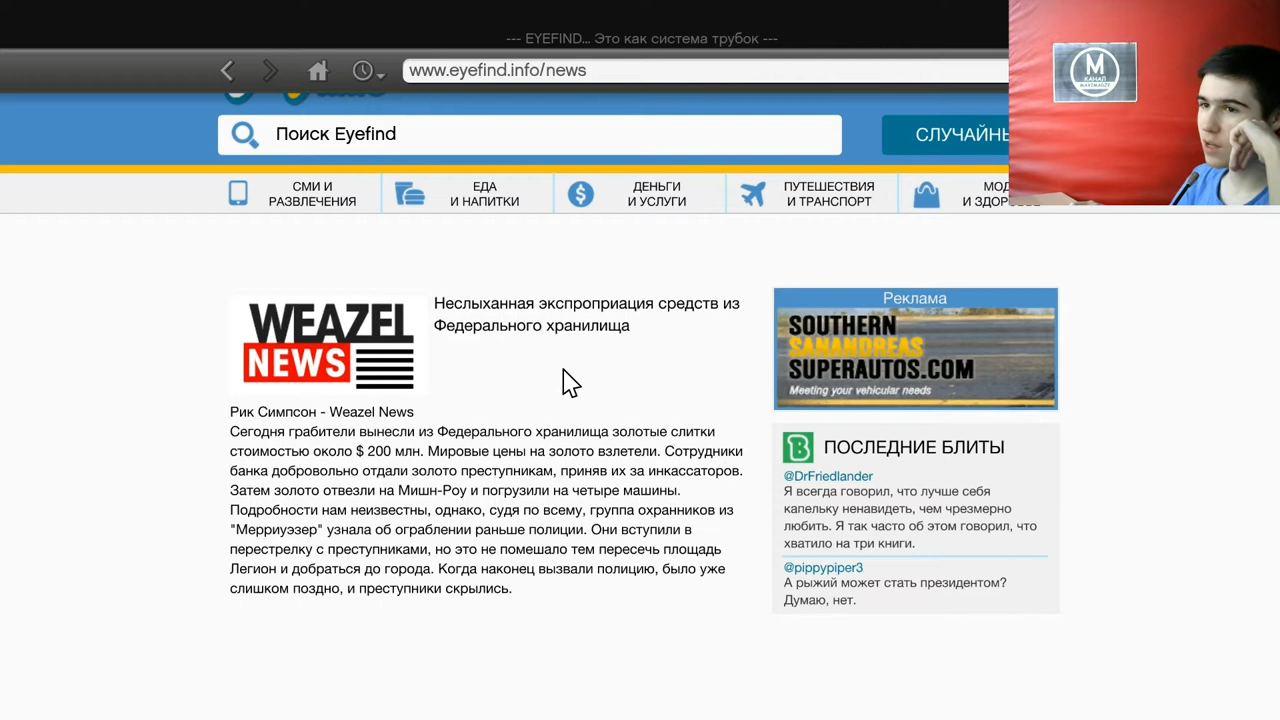 --- EYEFIND... Это как система трубок ---
www.eyefind.info/news
Поиск Eyefind
СМИ И
РАЗВЛЕЧЕНИЯ
ЕДА
И НАПИТКИ
ДЕНЬГИ
И УСЛУГИ
ПУТЕШЕСТВИЯ
И ТРАНСПОРТ
М
КАНАЛ
WEAZEL
NEWS
Неслыханная экспроприация средств из
Федерального хранилища
Рик Симпсон - Weazel News
Сегодня грабители вынесли из Федерального хранилища золотые слитки
стоимостью около $ 200 млн. Мировые цены на золото взлетели. Сотрудники
банка добровольно отдали золото преступникам, приняв их за инкассаторов.
Затем золото отвезли на Мишн-Роу и погрузили на четыре машины.
Подробности нам неизвестны, однако, судя по всему, группа охранников из
"Мерриуэзер" узнала об ограблении раньше полиции. Они вступили в
перестрелку с преступниками, но это не помешало тем пересечь площадь
Легион и добраться до города. Когда наконец вызвали полицию, было уже
слишком поздно, и преступники скрылись.
Реклама
SOUTHERN
SANANDREAS
SUPERAUTOS.COM
Meeting your vehicular needs
ПОСЛЕДНИЕ БЛИТЫ
@DrFriedlander
Я всегда говорил, что лучше себя
капельку ненавидеть, чем чрезмерно
любить. Я так часто об этом говорил, что
хватило на три книги.
@pippypiper3
А рыжий может стать президентом?
Думаю, нет.